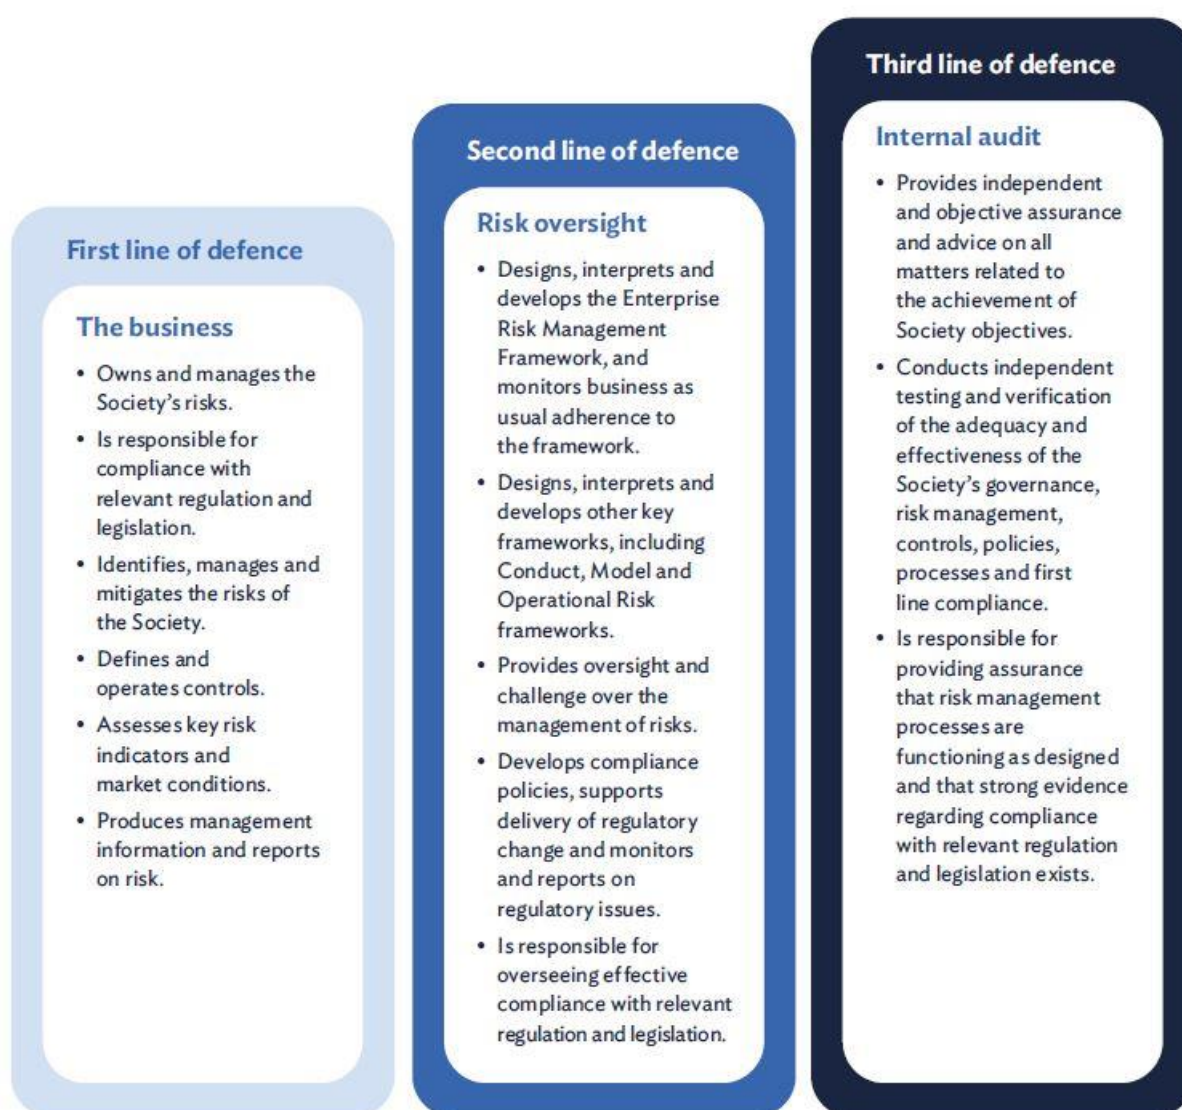 First line of defence
The business
• Owns and manages the
Society's risks.
• Is responsible for
compliance with
relevant regulation and
legislation.
• Identifies, manages and
mitigates the risks of
the Society.
• Defines and
operates controls.
• Assesses key risk
indicators and
market conditions.
• Produces management
information and reports
on risk.
Second line of defence
Risk oversight
• Designs, interprets and
develops the Enterprise
Risk Management
Framework, and
monitors business as
usual adherence to
the framework.
• Designs, interprets and
develops other key
frameworks, including
Conduct, Model and
Operational Risk
frameworks.
• Provides oversight and
challenge over the
management of risks.
• Develops compliance
policies, supports
delivery of regulatory
change and monitors
and reports on
regulatory issues.
• Is responsible for
overseeing effective
compliance with relevant
regulation and legislation.
Third line of defence
Internal audit
• Provides independent
and objective assurance
and advice on all
matters related to
the achievement of
Society objectives.
• Conducts independent
testing and verification
of the adequacy and
effectiveness of the
Society's governance,
risk management,
controls, policies,
processes and first
line compliance.
• Is responsible for
providing assurance
that risk management
processes are
functioning as designed
and that strong evidence
regarding compliance
with relevant regulation
and legislation exists.